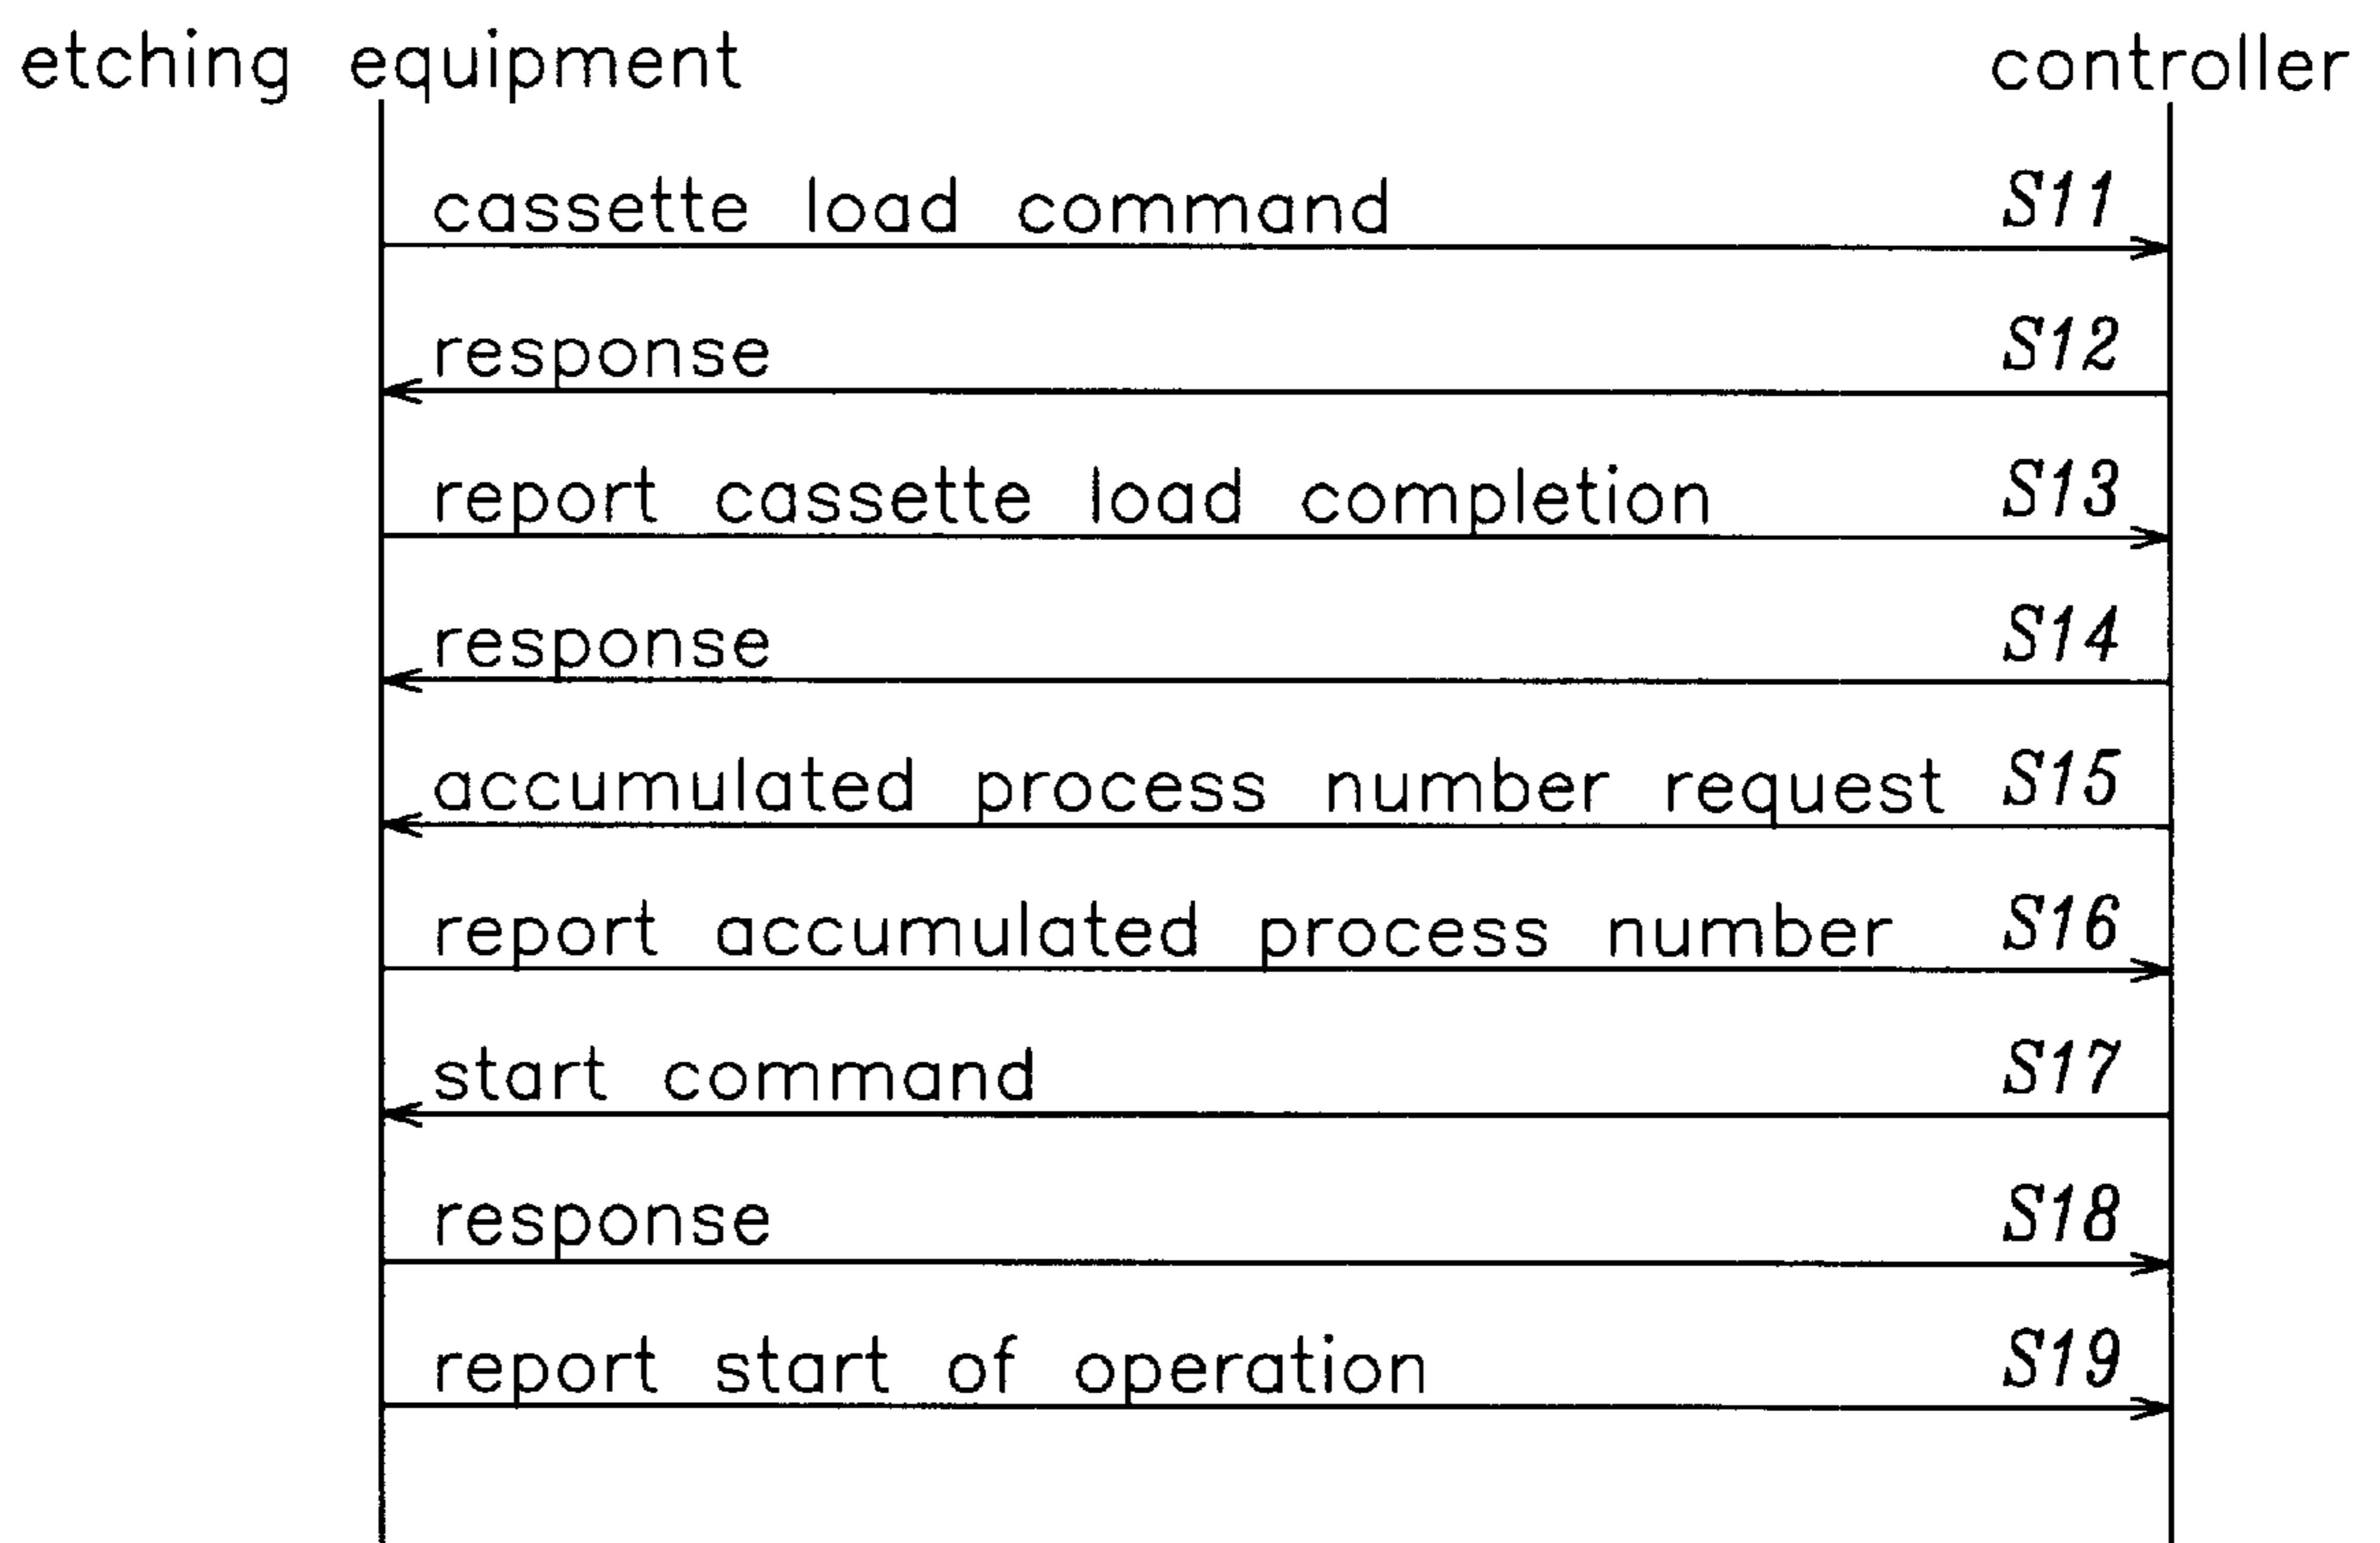 etching equipment controller
cassette load command S11
response S12
report cassette load completion S13
response S14
accumulated process number request S15
report accumulated process number S16
start command S17
response S18
report start of operation S19